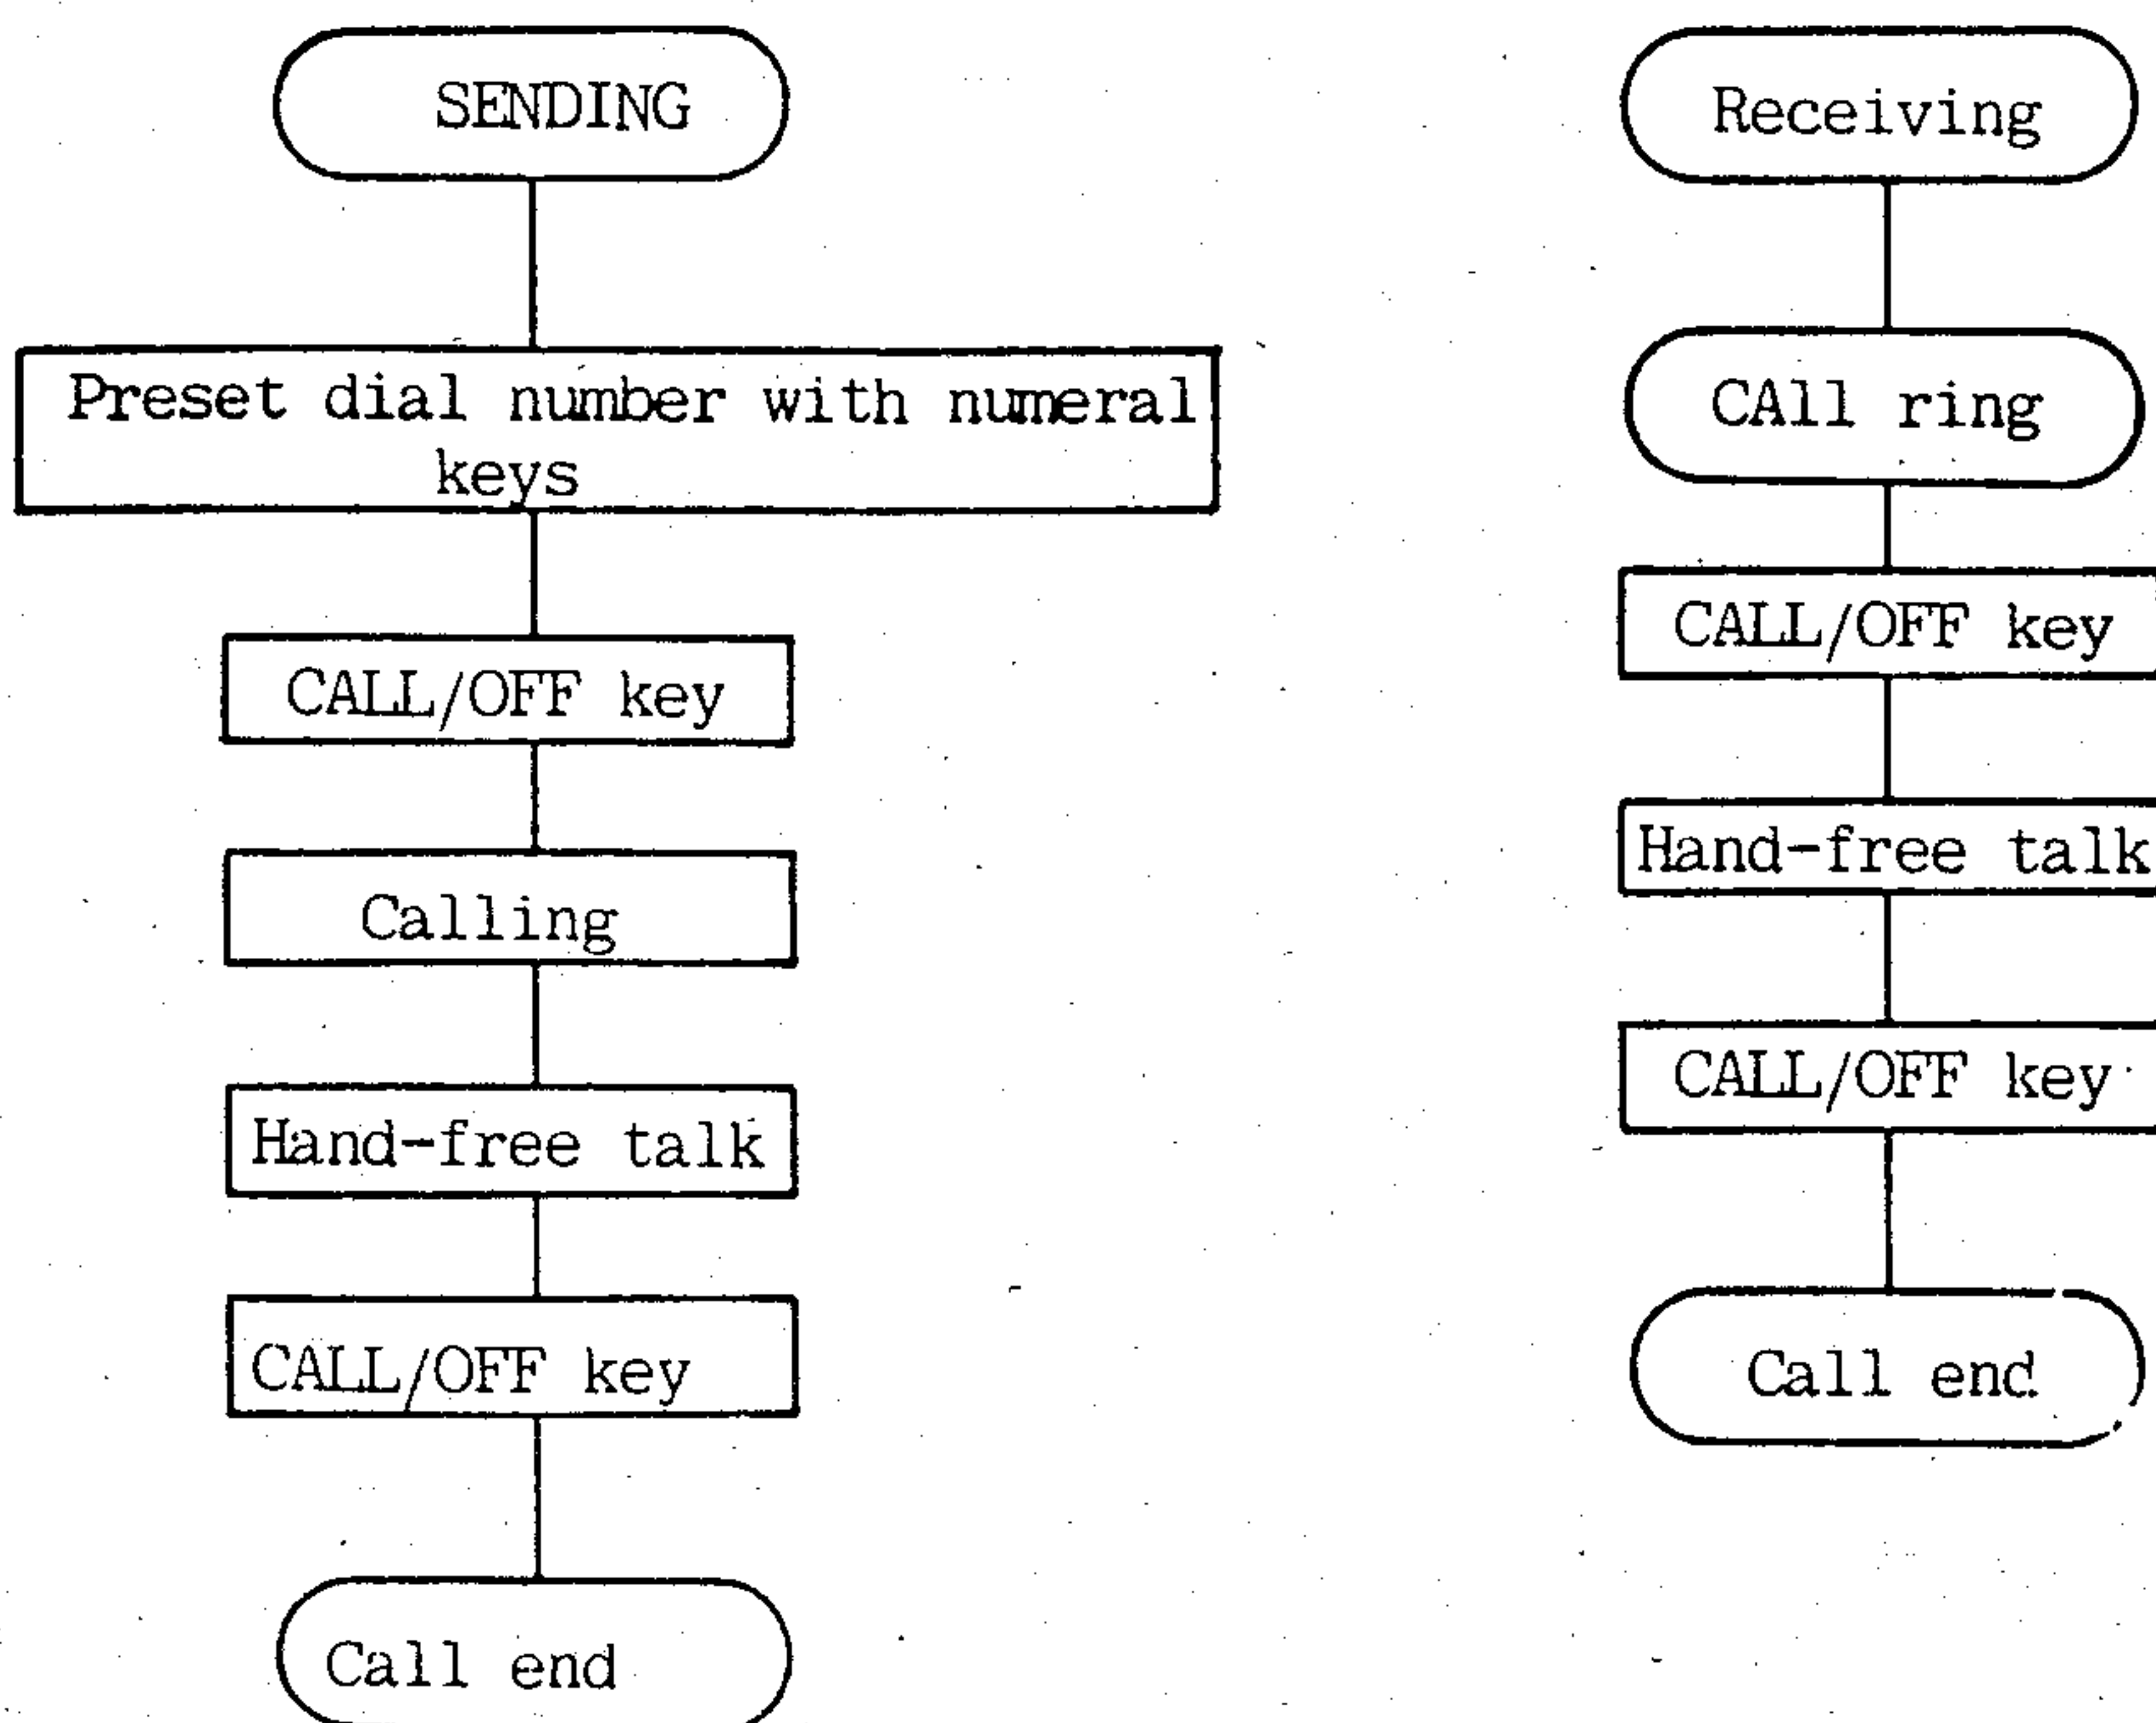 SENDING
Preset dial number with numeral
keys
CALL/OFF key
Calling
Hand-free talk
CALL/OFF key
Call end
Receiving
CAll ring
CALL/OFF key
Hand-free talk
CALL/OFF key
Call end